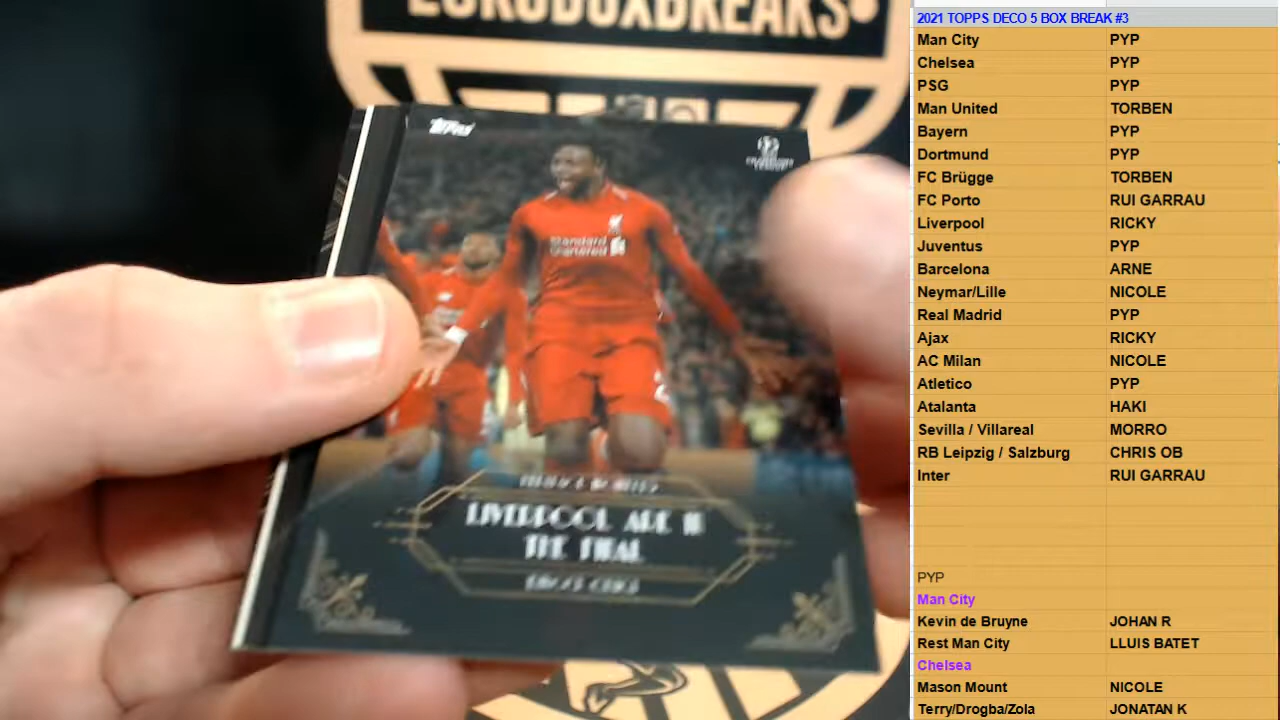 EUROBOXBREAKS
Topps
CHAMPIONS
LEAGUE
Standard
Chartered
LIVERPOOL ARE IN
THE FINAL
2021 TOPPS DECO 5 BOX BREAK #3
Man City PYP
Chelsea PYP
PSG PYP
Man United TORBEN
Bayern PYP
Dortmund PYP
FC Brügge TORBEN
FC Porto RUI GARRAU
Liverpool RICKY
Juventus PYP
Barcelona ARNE
Neymar/Lille NICOLE
Real Madrid PYP
Ajax RICKY
AC Milan NICOLE
Atletico PYP
Atalanta HAKI
Sevilla / Villareal MORRO
RB Leipzig / Salzburg CHRIS OB
Inter RUI GARRAU
PYP
Man City
Kevin de Bruyne JOHAN R
Rest Man City LLUIS BATET
Chelsea
Mason Mount NICOLE
Terry/Drogba/Zola JONATAN K